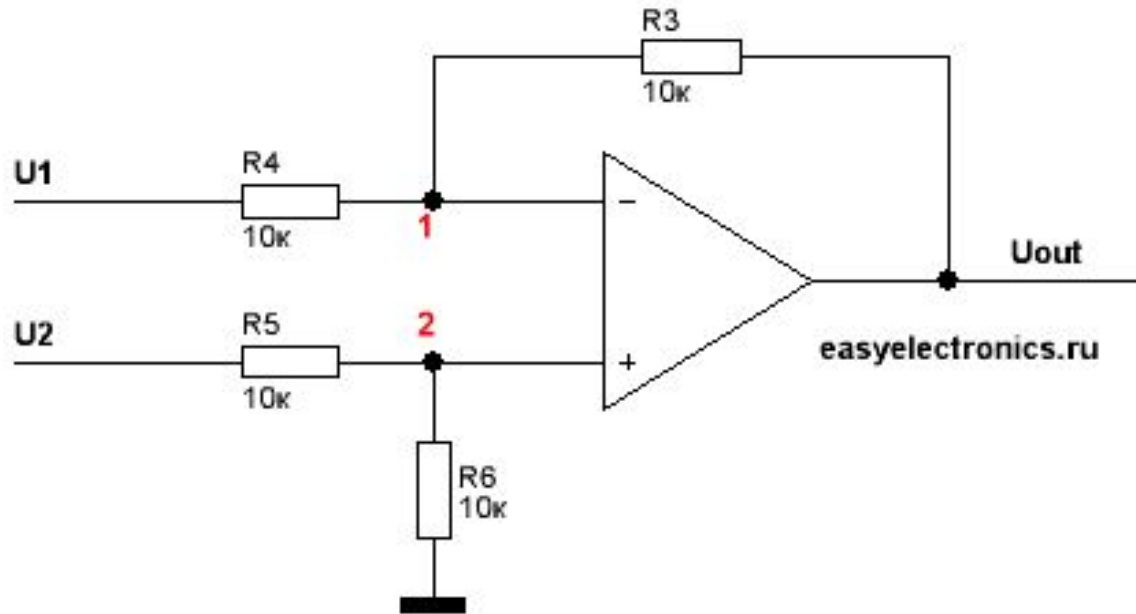 R3
10к
U1
R4
10к
1
−
Uout
U2
R5
10к
2
+
easyelectronics.ru
R6
10к